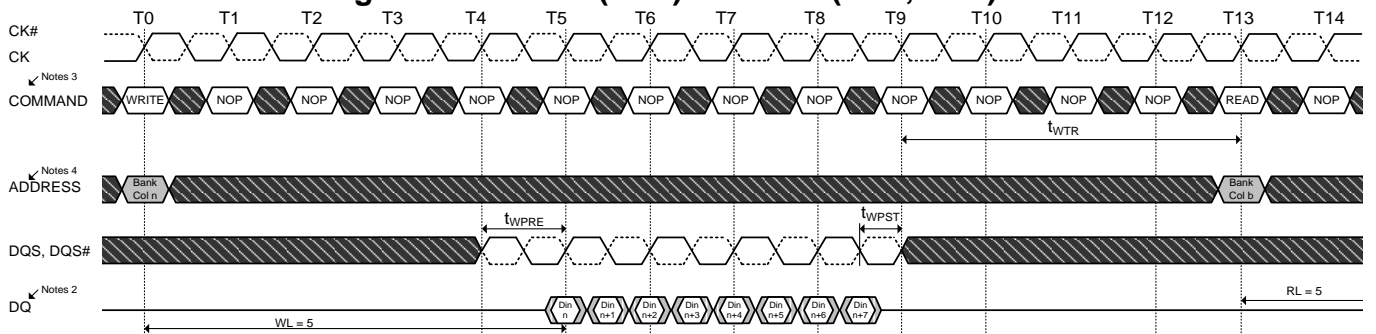 T0 T1 T2 T3 T4 T5 T6 T7 T8 T9 T10 T11 T12 T13 T14
CK#
CK
Notes 3
COMMAND WRITE NOP NOP NOP NOP NOP NOP NOP NOP NOP NOP NOP NOP READ NOP
tWTR
Notes 4
ADDRESS Bank Col n Bank Col b
tWPRE tWPST
DQS, DQS#
Notes 2
DQ Din n Din n+1 Din n+2 Din n+3 Din n+4 Din n+5 Din n+6 Din n+7
WL = 5 RL = 5